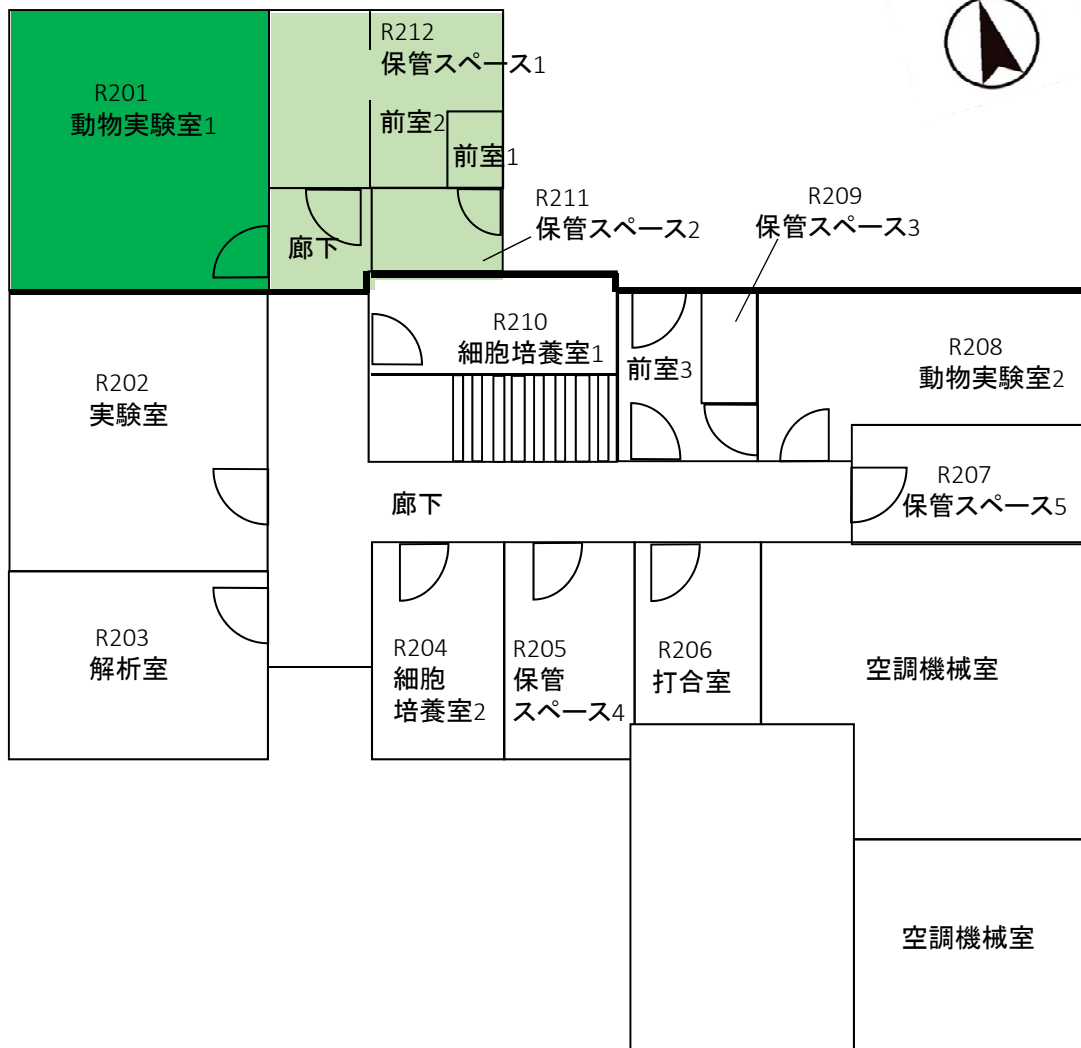 R212
保管スペース1
R201
動物実験室1
前室2
前室1
R211
保管スペース2
R209
保管スペース3
廊下
R210
細胞培養室1
前室3
R208
動物実験室2
R202
実験室
廊下
R207
保管スペース5
R203
解析室
R204
細胞
培養室2
R205
保管
スペース4
R206
打合室
空調機械室
空調機械室